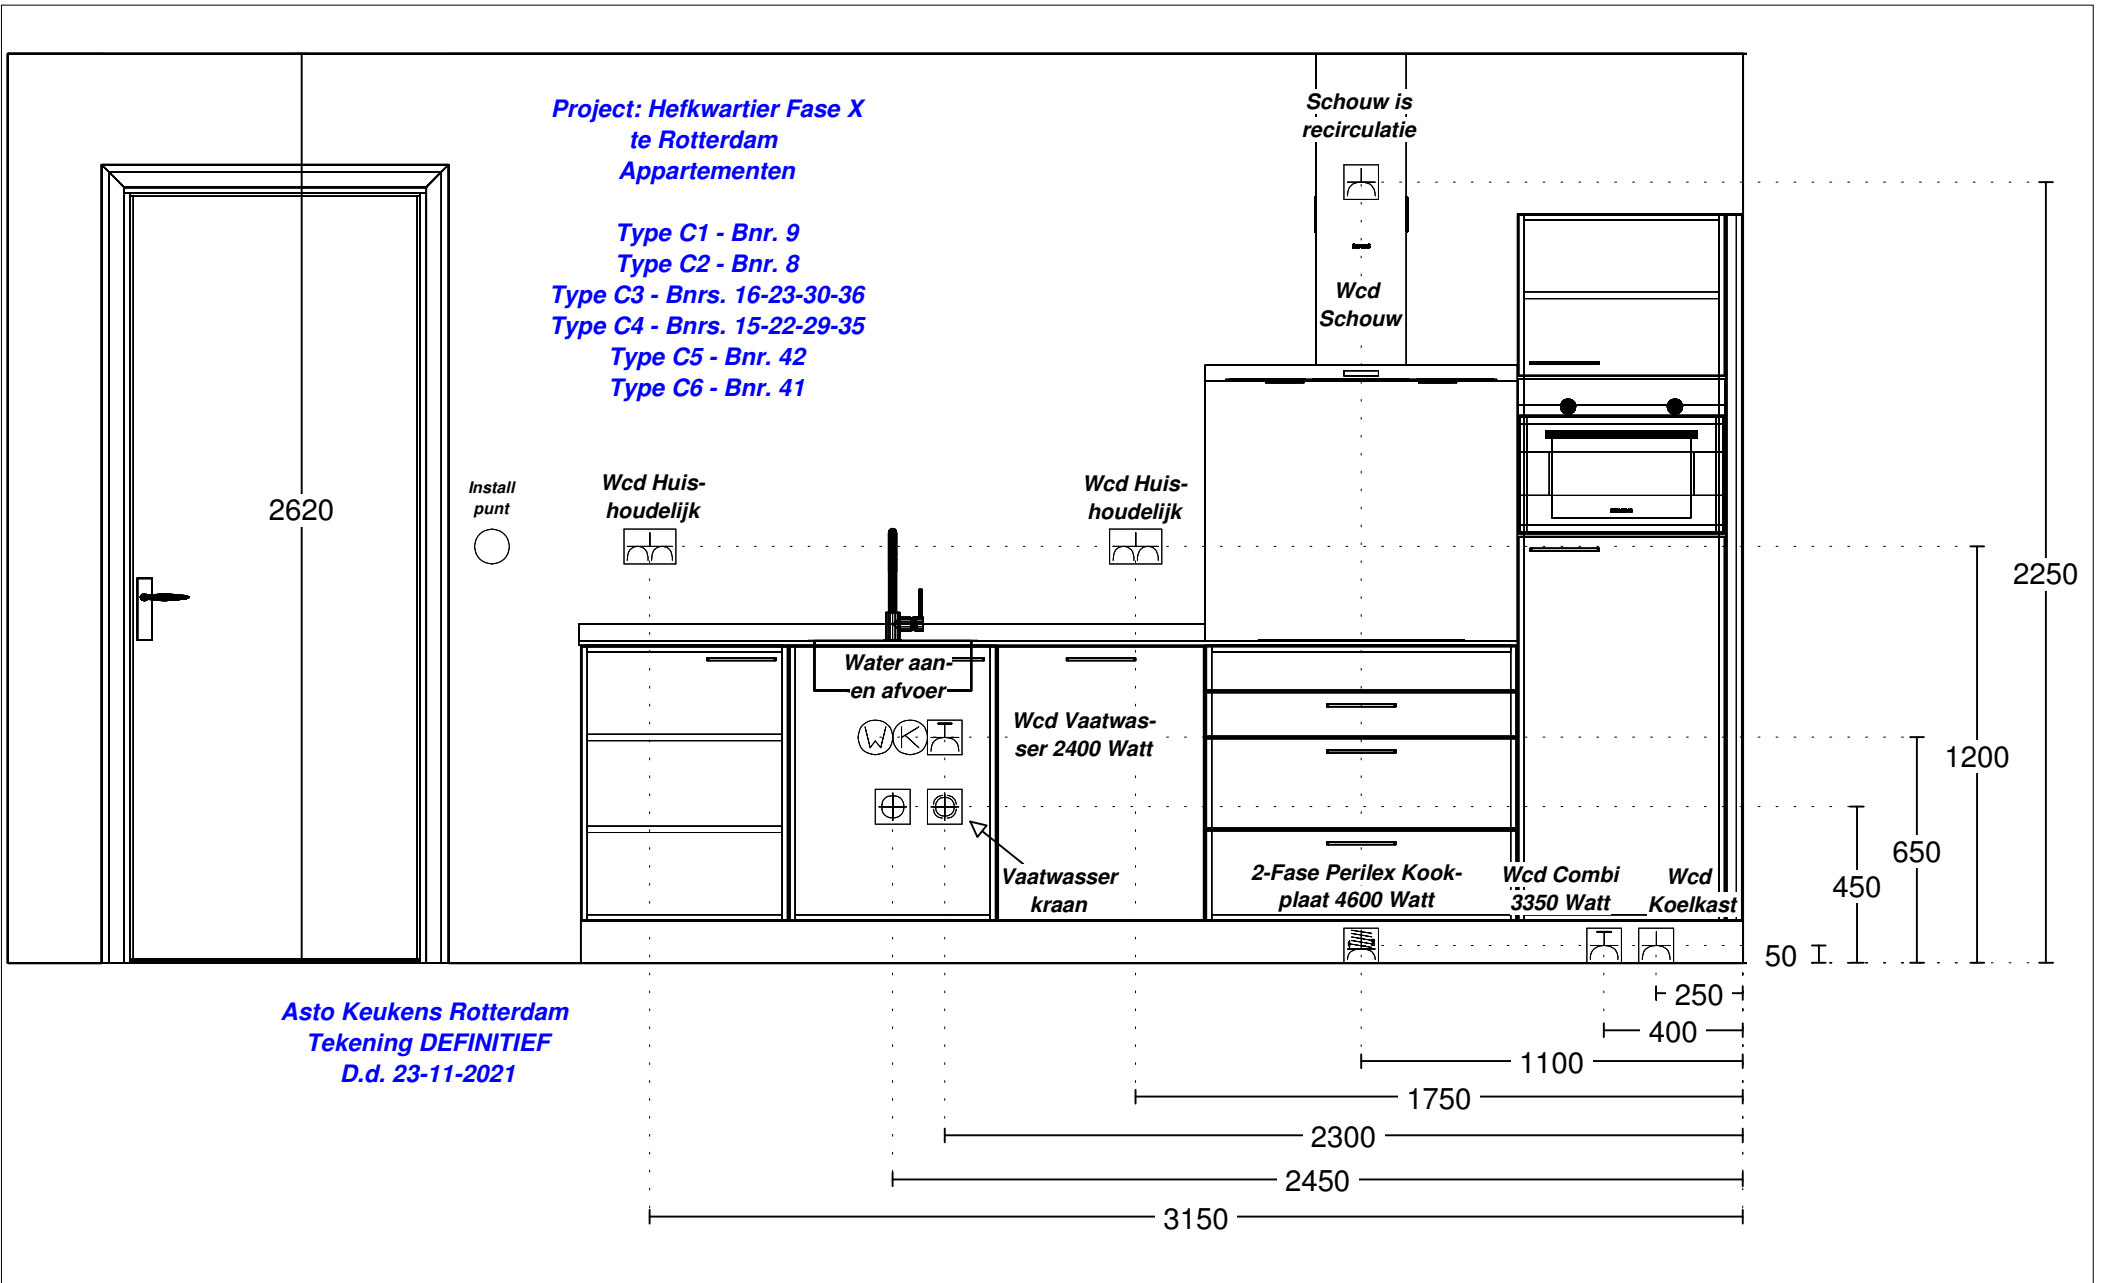 Project: Hefkwartier Fase X
te Rotterdam
Appartementen
Type C1 - Bnr. 9
Type C2 - Bnr. 8
Type C3 - Bnrs. 16-23-30-36
Type C4 - Bnrs. 15-22-29-35
Type C5 - Bnr. 42
Type C6 - Bnr. 41
Schouw is
recirculatie
Wcd
Schouw
2620
Install
punt
Wcd Huis-
houdelijk
Wcd Huis-
houdelijk
Water aan-
en afvoer
W K
Wcd Vaatwas-
ser 2400 Watt
Vaatwasser
kraan
2-Fase Perilex Kook-
plaat 4600 Watt
Wcd Combi
3350 Watt
Wcd
Koelkast
2250
1200
650
450
50
250
400
1100
1750
2300
2450
3150
Asto Keukens Rotterdam
Tekening DEFINITIEF
D.d. 23-11-2021